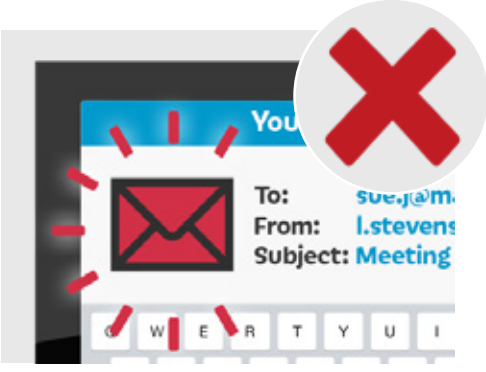 You
To: sue.j@m.
From: l.stevens
Subject: Meeting
W E R T Y U I